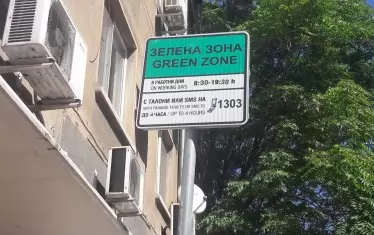 ЗЕЛЕНА ЗОНА
GREEN ZONE
В РАБОТНИ ДНИ 8:30-19:30 h
ON WORKING DAYS
С ТАЛОНИ ИЛИ SMS НА 1303
WITH PARKING TICKETS OR SMS TO
ДО 4 ЧАСА / UP TO 4 HOURS